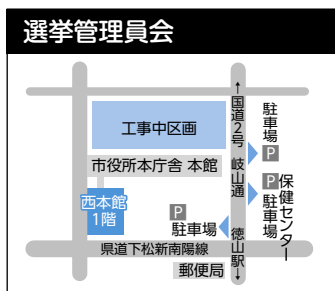 選挙管理委員会
工事中区画
市役所本庁舎 本館
西本館
1階
←国道2号 岐山通 徳山駅→
駐車場
P
P
保健センター
駐車場
P
駐車場
県道下松新南陽線
郵便局